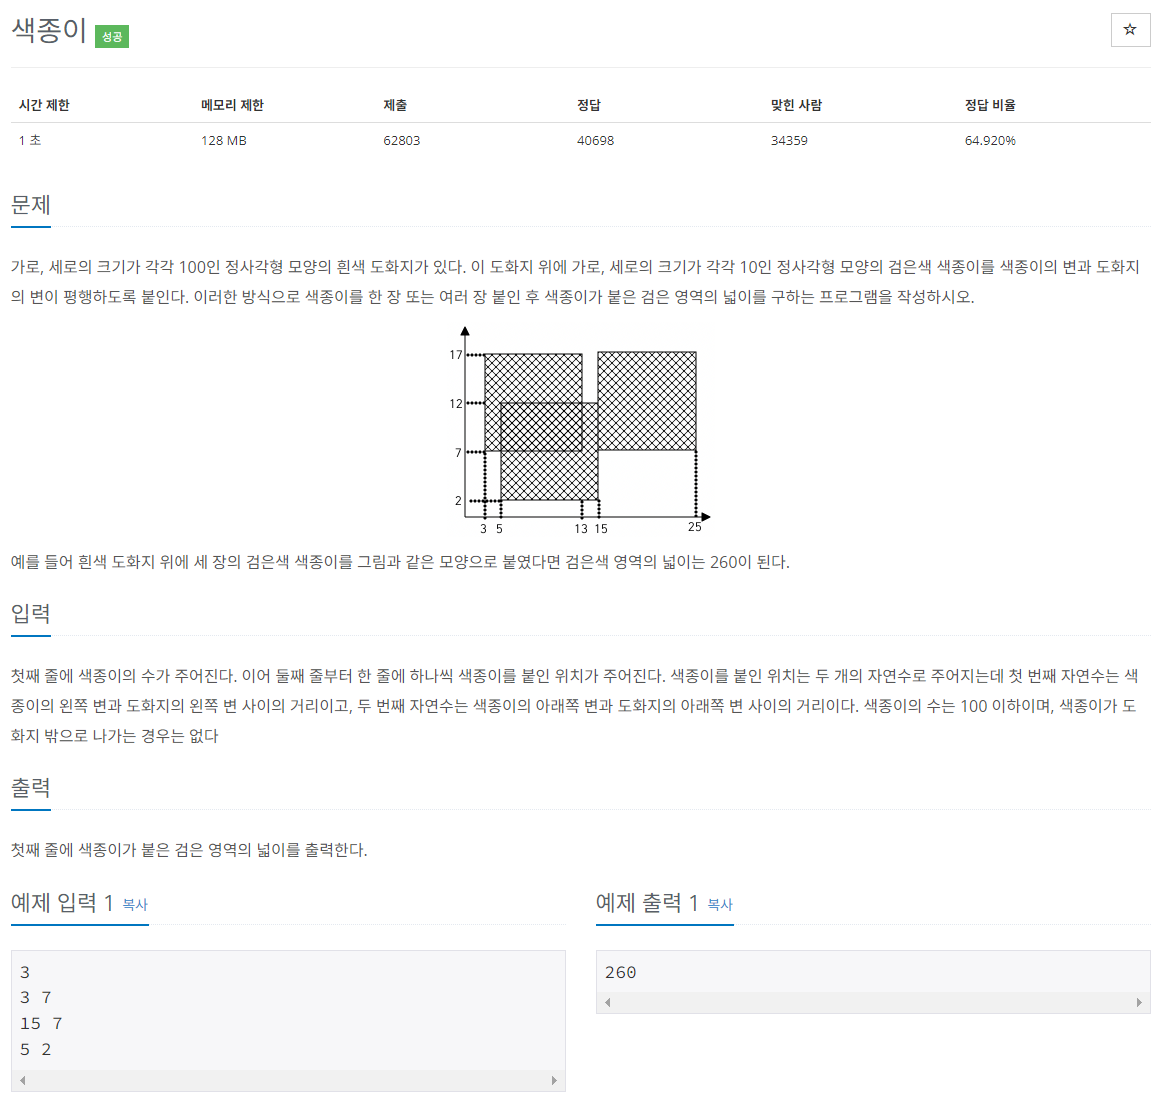 색종이 성공
☆
시간 제한 메모리 제한 제출 정답 맞힌 사람 정답 비율
1 초 128 MB 62803 40698 34359 64.920%
문제
가로, 세로의 크기가 각각 100인 정사각형 모양의 흰색 도화지가 있다. 이 도화지 위에 가로, 세로의 크기가 각각 10인 정사각형 모양의 검은색 색종이를 색종이의 변과 도화지
의 변이 평행하도록 붙인다. 이러한 방식으로 색종이를 한 장 또는 여러 장 붙인 후 색종이가 붙은 검은 영역의 넓이를 구하는 프로그램을 작성하시오.
17
12
7
2
3 5 13 15 25
예를 들어 흰색 도화지 위에 세 장의 검은색 색종이를 그림과 같은 모양으로 붙였다면 검은색 영역의 넓이는 260이 된다.
입력
첫째 줄에 색종이의 수가 주어진다. 이어 둘째 줄부터 한 줄에 하나씩 색종이를 붙인 위치가 주어진다. 색종이를 붙인 위치는 두 개의 자연수로 주어지는데 첫 번째 자연수는 색
종이의 왼쪽 변과 도화지의 왼쪽 변 사이의 거리이고, 두 번째 자연수는 색종이의 아래쪽 변과 도화지의 아래쪽 변 사이의 거리이다. 색종이의 수는 100 이하이며, 색종이가 도
화지 밖으로 나가는 경우는 없다
출력
첫째 줄에 색종이가 붙은 검은 영역의 넓이를 출력한다.
예제 입력 1 복사
3
3 7
15 7
5 2
예제 출력 1 복사
260